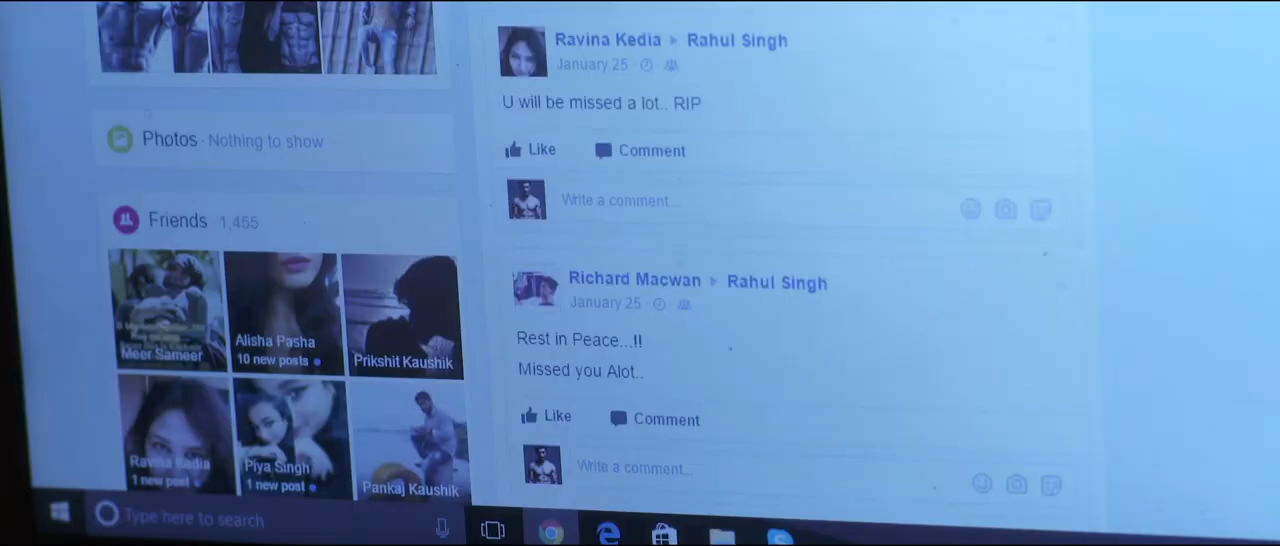 Ravina Kedia ▸ Rahul Singh
January 25
U will be missed a lot.. RIP
Like Comment
Write a comment...
Richard Macwan ▸ Rahul Singh
January 25
Rest in Peace...!!
Missed you Alot..
Like Comment
Write a comment...
Photos · Nothing to show
Friends 1,455
Meer Sameer
Alisha Pasha
10 new posts
Prikshit Kaushik
Ravina Kedia
1 new post
Piya Singh
1 new post
Pankaj Kaushik
Type here to search